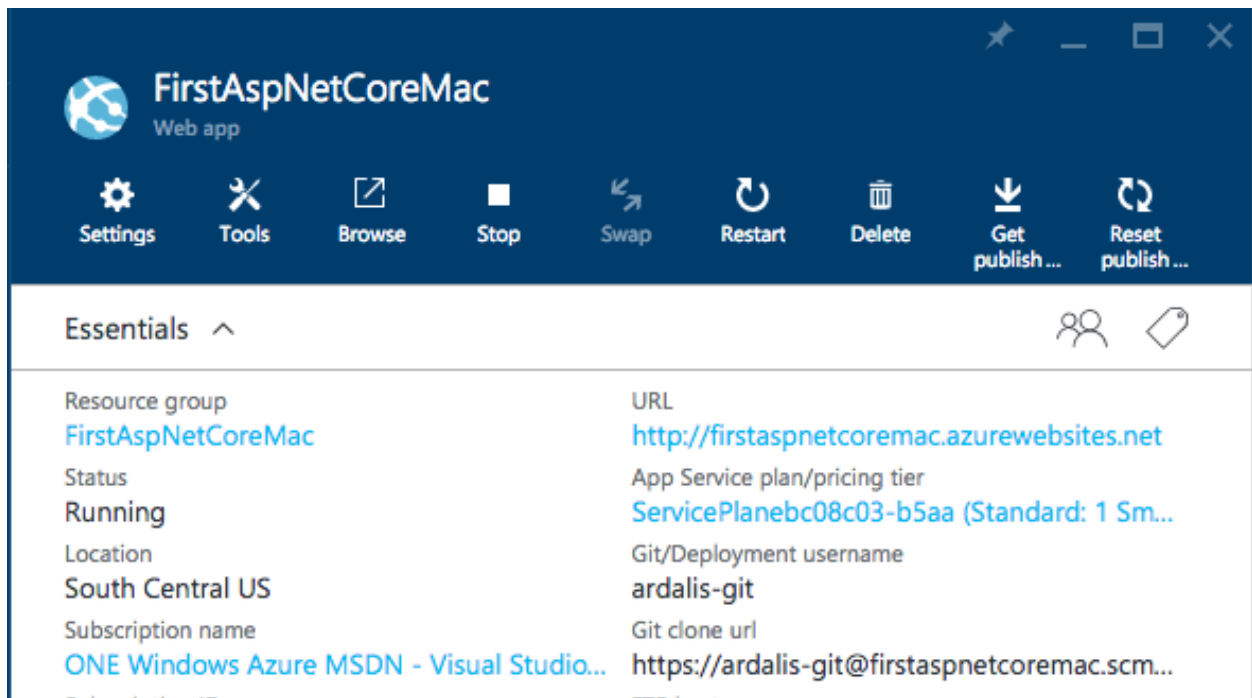 FirstAspNetCoreMac
Web app
Settings
Tools
Browse
Stop
Swap
Restart
Delete
Get
publish ...
Reset
publish ...
Essentials
Resource group
FirstAspNetCoreMac
URL
http://firstaspnetcoremac.azurewebsites.net
Status
Running
App Service plan/pricing tier
ServicePlanebc08c03-b5aa (Standard: 1 Sm...
Location
South Central US
Git/Deployment username
ardalis-git
Subscription name
ONE Windows Azure MSDN - Visual Studio...
Git clone url
https://ardalis-git@firstaspnetcoremac.scm...